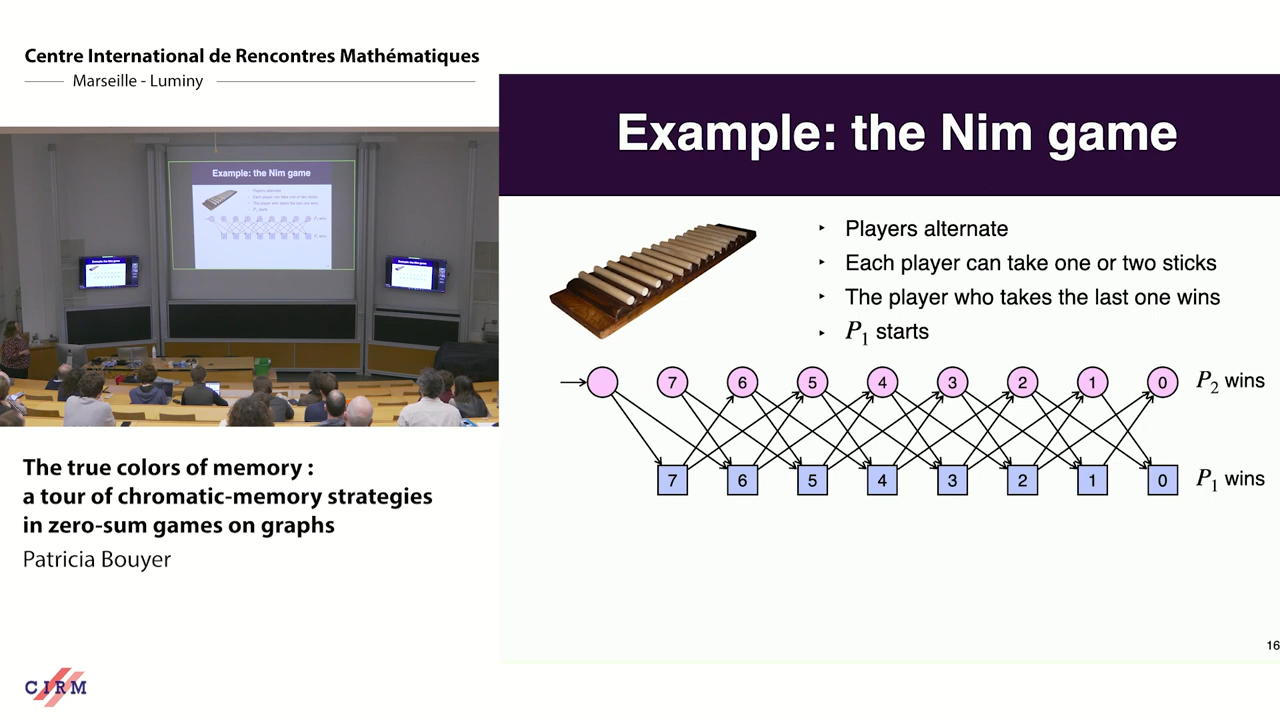 Centre International de Rencontres Mathématiques
Marseille - Luminy
Example: the Nim game
‣ Players alternate
‣ Each player can take one or two sticks
‣ The player who takes the last one wins
‣ P₁ starts
7 6 5 4 3 2 1 0 P₂ wins
7 6 5 4 3 2 1 0 P₁ wins
16
Example: the Nim game
The true colors of memory :
a tour of chromatic-memory strategies
in zero-sum games on graphs
Patricia Bouyer
CIRM